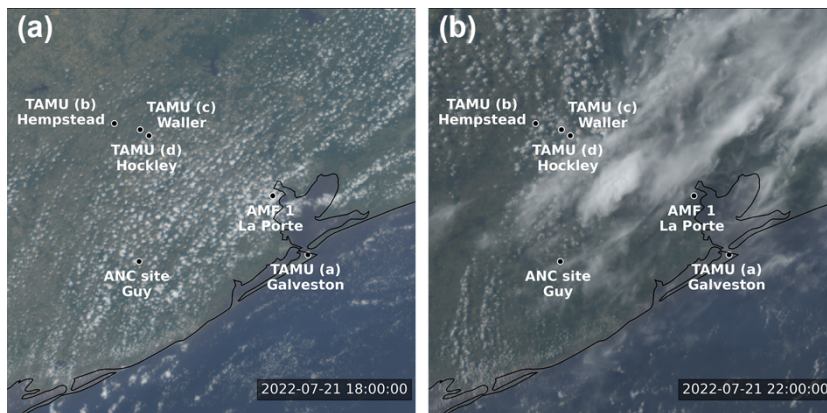 (a)
TAMU (b)
Hempstead
TAMU (c)
Waller
TAMU (d)
Hockley
AMF 1
La Porte
ANC site
Guy
TAMU (a)
Galveston
2022-07-21 18:00:00
(b)
TAMU (b)
Hempstead
TAMU (c)
Waller
TAMU (d)
Hockley
AMF 1
La Porte
ANC site
Guy
TAMU (a)
Galveston
2022-07-21 22:00:00